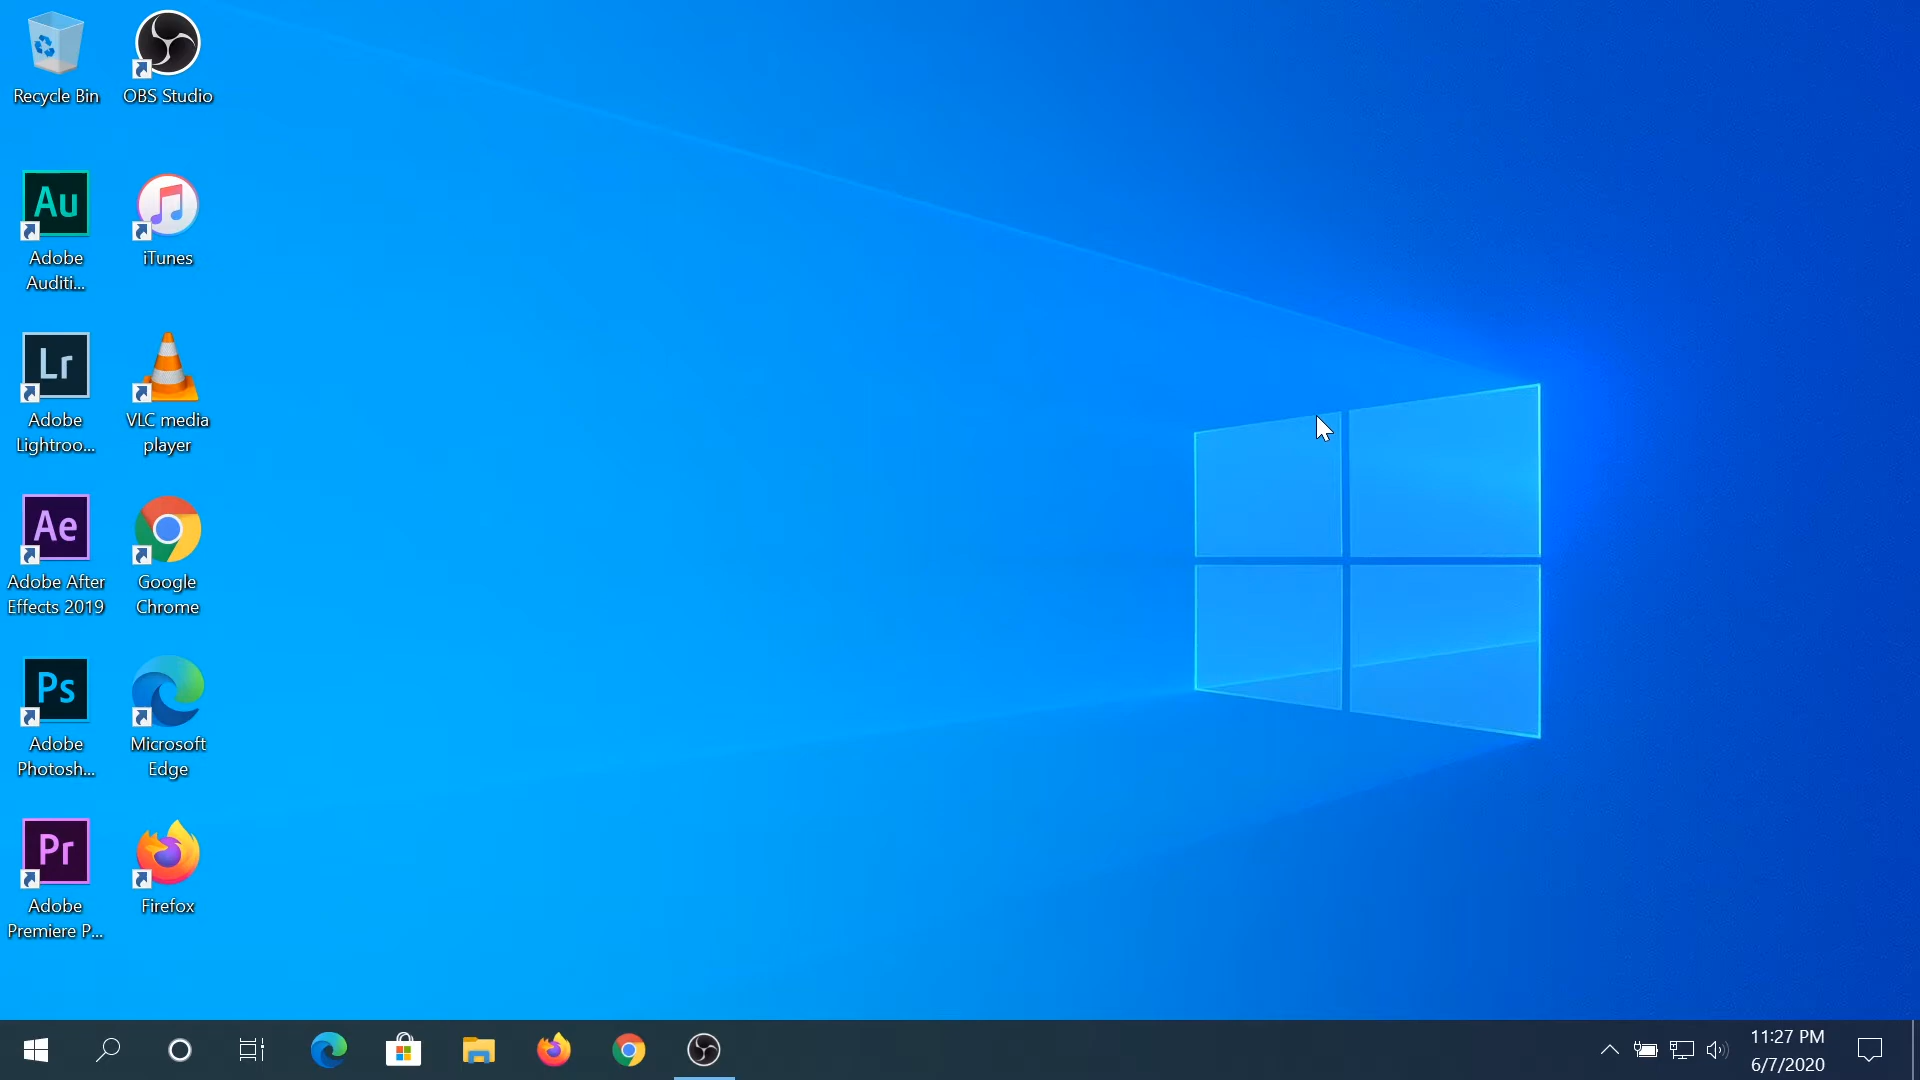 Recycle Bin
OBS Studio
Au
Adobe
Auditi...
iTunes
Lr
Adobe
Lightroo...
VLC media
player
Ae
Adobe After
Effects 2019
Google
Chrome
Ps
Adobe
Photosh...
Microsoft
Edge
Pr
Adobe
Premiere P...
Firefox
11:27 PM
6/7/2020